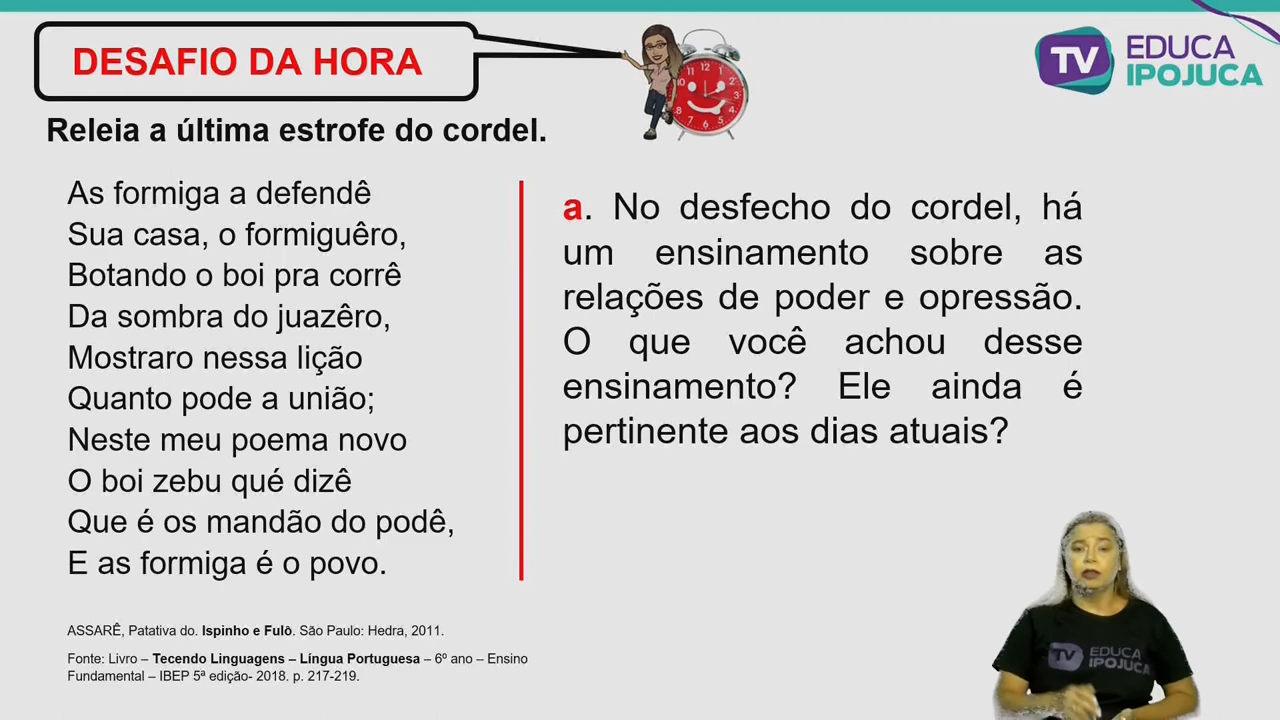 DESAFIO DA HORA
TV EDUCA
IPOJUCA
Releia a última estrofe do cordel.
As formiga a defendê
Sua casa, o formiguêro,
Botando o boi pra corrê
Da sombra do juazêro,
Mostraro nessa lição
Quanto pode a união;
Neste meu poema novo
O boi zebu qué dizê
Que é os mandão do podê,
E as formiga é o povo.
a. No desfecho do cordel, há
um ensinamento sobre as
relações de poder e opressão.
O que você achou desse
ensinamento? Ele ainda é
pertinente aos dias atuais?
ASSARÊ, Patativa do. Ispinho e Fulô. São Paulo: Hedra, 2011.
Fonte: Livro – Tecendo Linguagens – Língua Portuguesa – 6º ano – Ensino
Fundamental – IBEP 5ª edição- 2018. p. 217-219.
TV EDUCA
IPOJUCA